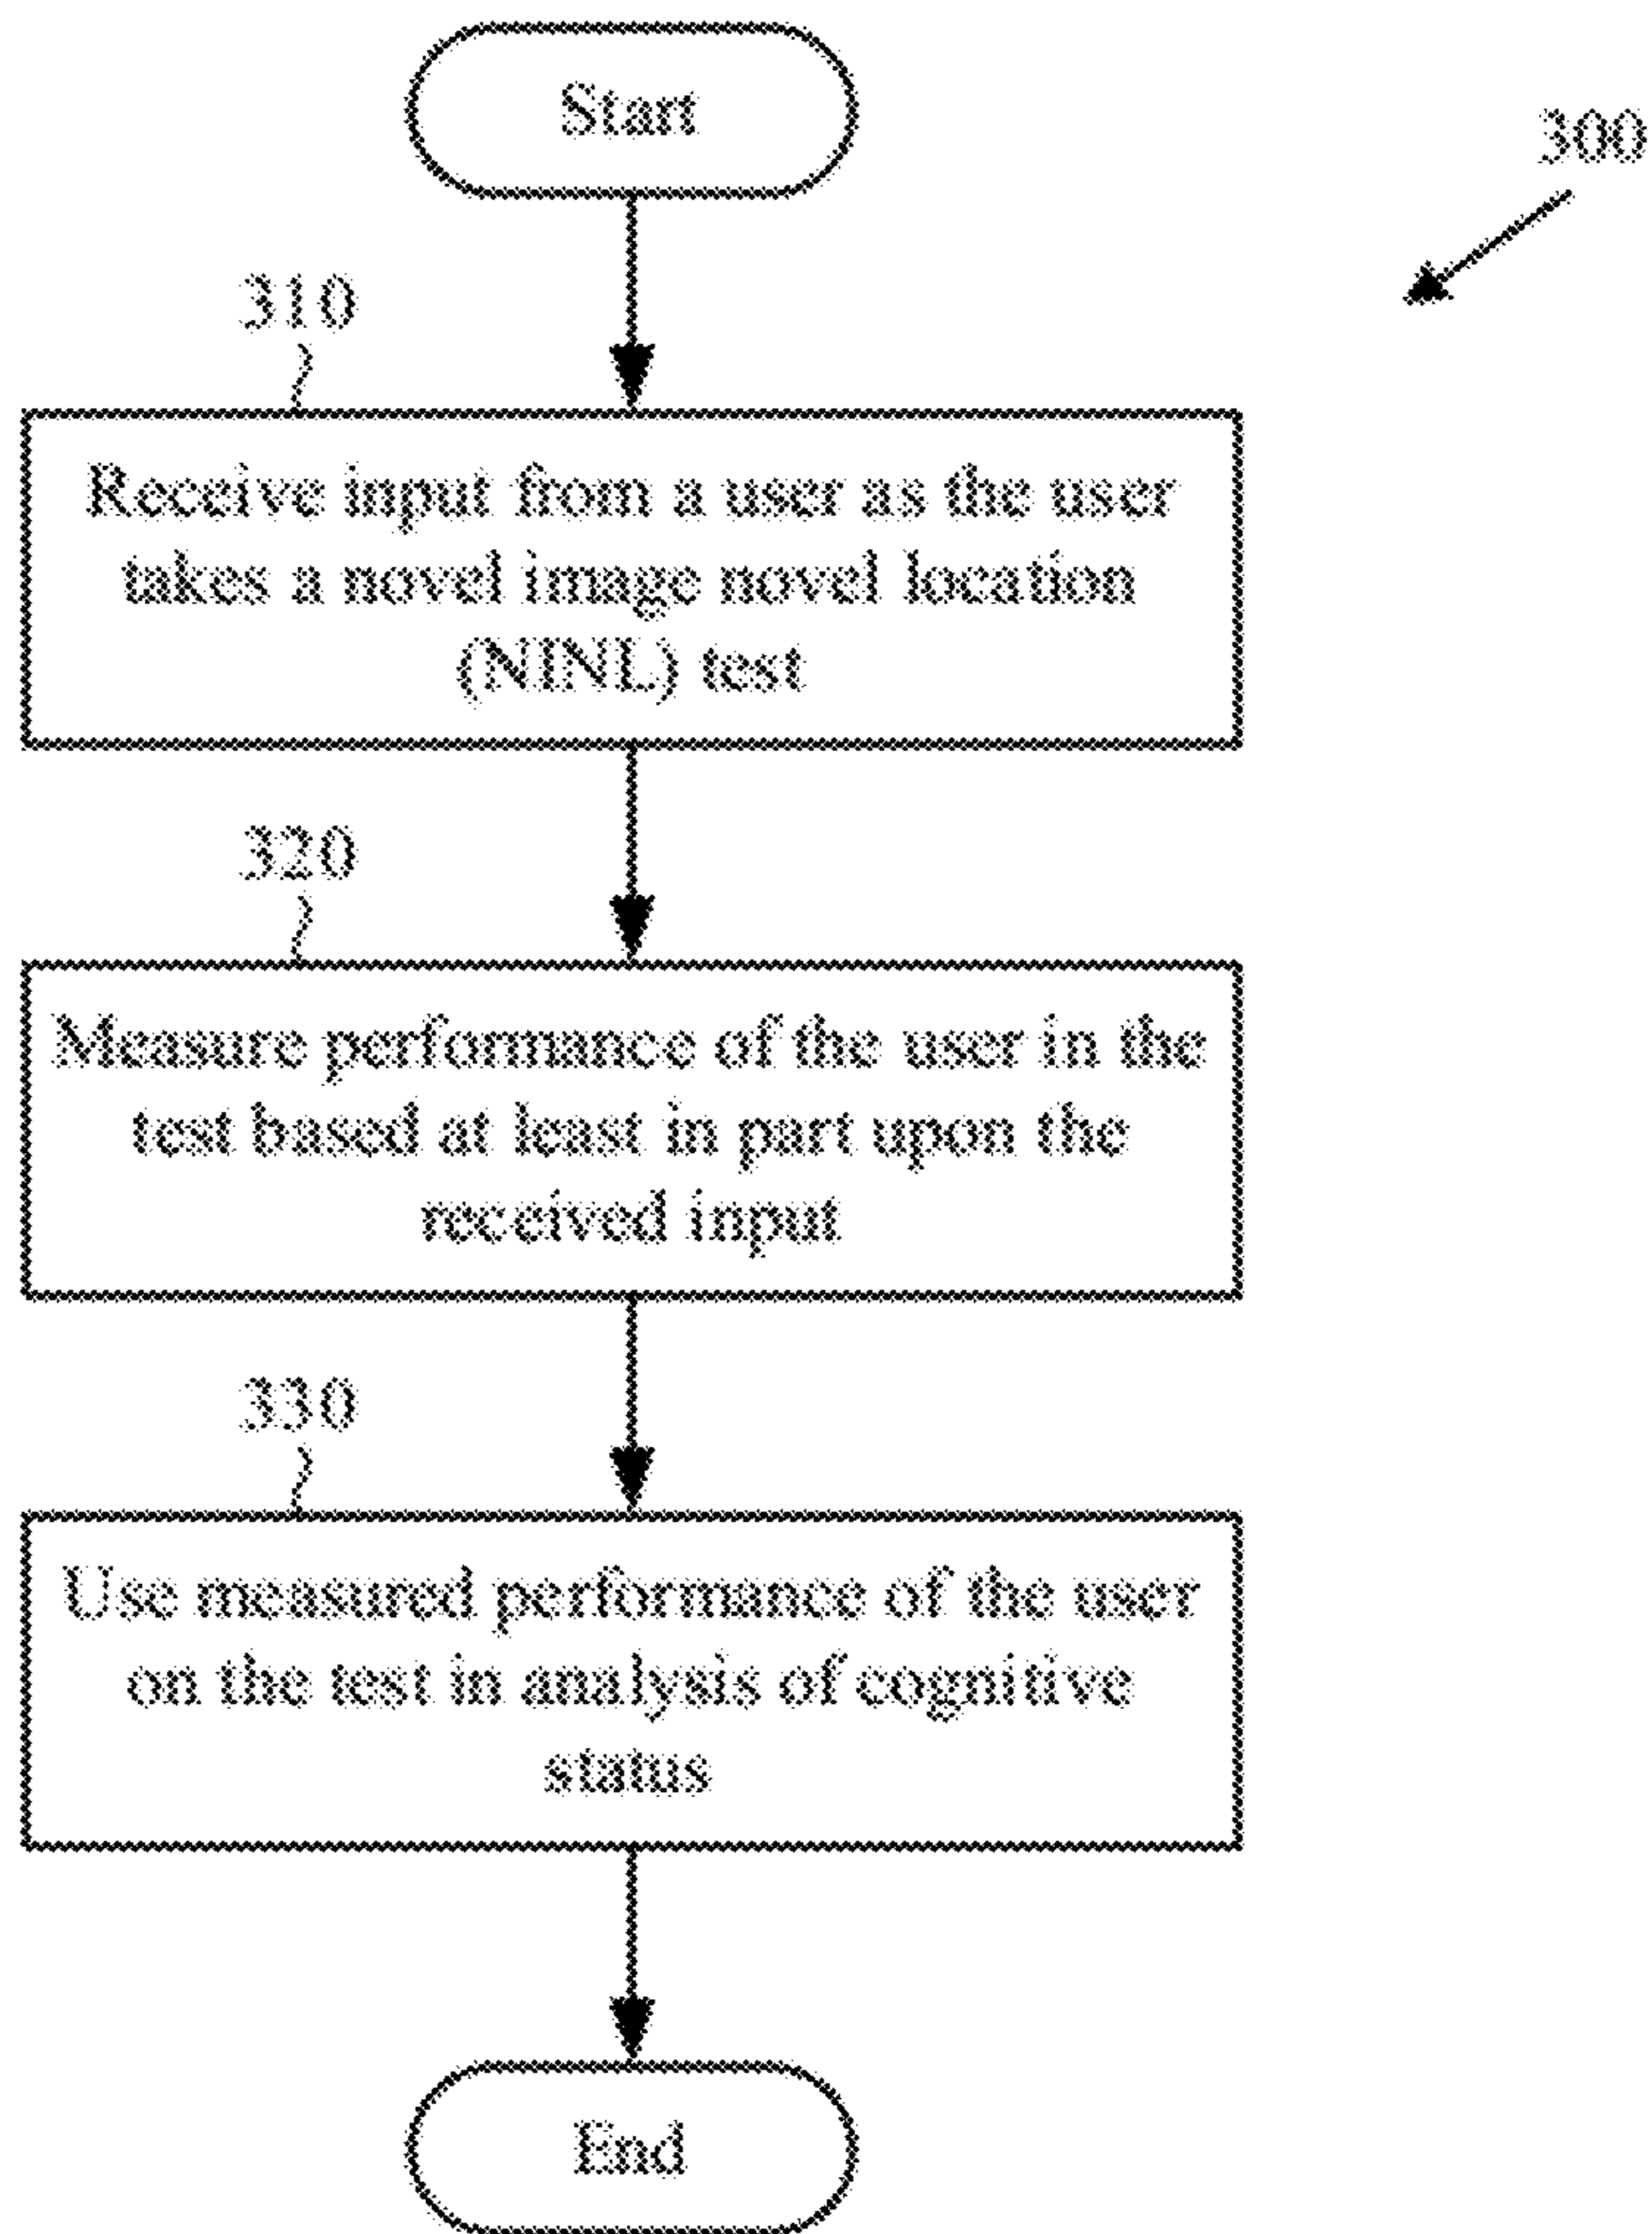 Start
300
310
Receive input from a user as the user
takes a novel image novel location
(NINL) test
320
Measure performance of the user in the
test based at least in part upon the
received input
330
Use measured performance of the user
on the test in analysis of cognitive
status
End